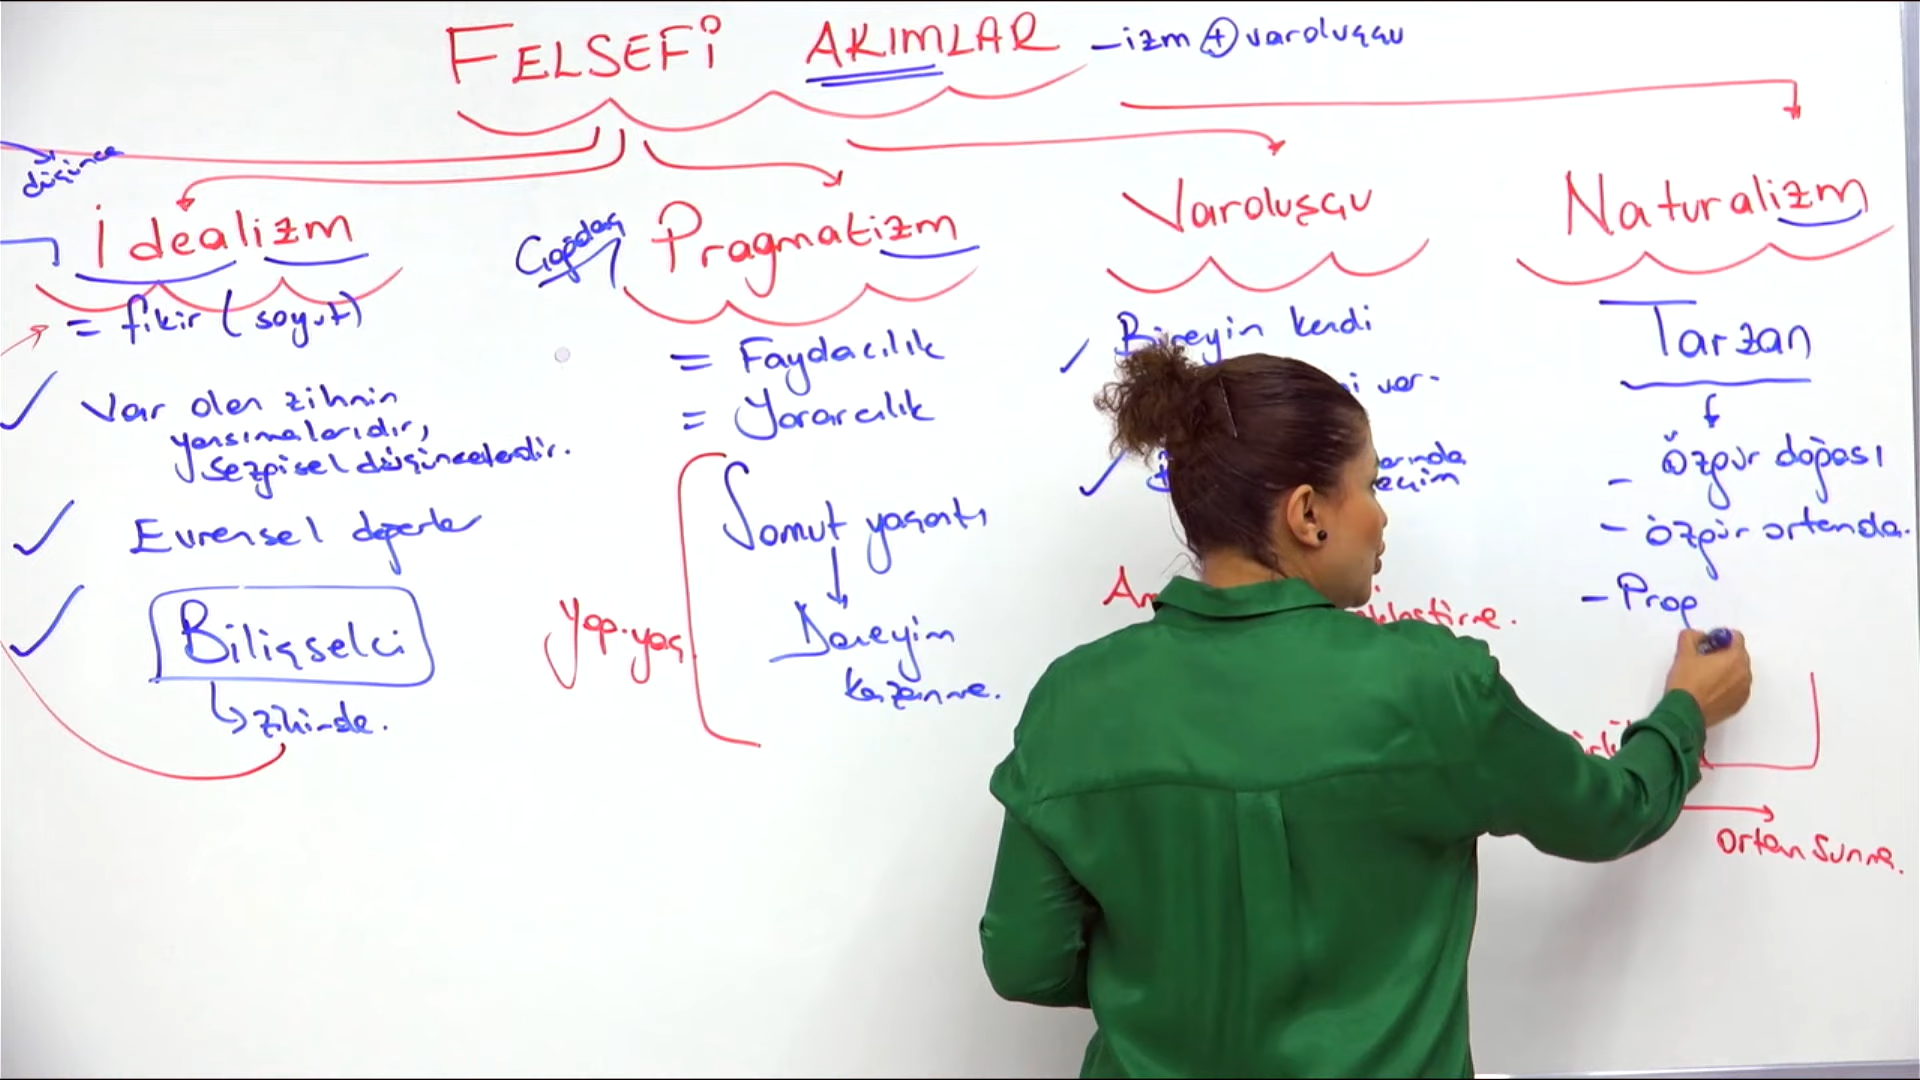 FELSEFİ AKIMLAR -izm + varoluşçu
düşünce
İdealizm
= fikir (soyut)
Var olan zihnin
yansımalarıdır,
sezgisel düşüncelerdir.
Evrensel değerler
Bilişselci
↳ zihinde.
Çağdaş
Pragmatizm
= Faydacılık
= Yararcılık
Yap-yaş
Somut yaşantı
Deneyim
kazanma.
Varoluşçu
Bireyin kendi
var-
Naturalizm
Tarzan
- Özgür doğası
- özgür ortamda.
- Prog
Ortam Sunma.